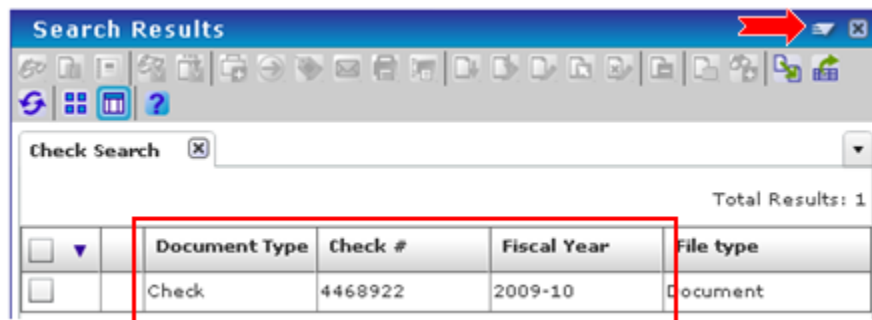 Search Results
?
Check Search
Total Results: 1
Document Type Check # Fiscal Year File type
Check 4468922 2009-10 Document